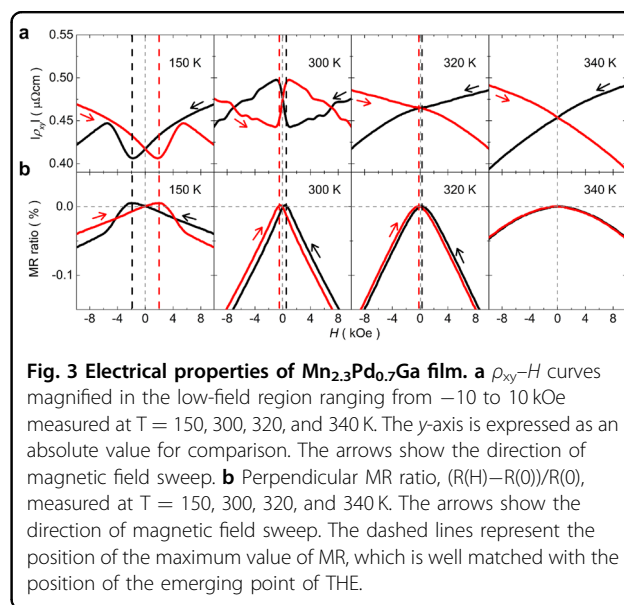 a
0.55
0.50
0.45
0.40
|ρxy| (μΩcm)
150 K
300 K
320 K
340 K
b
0.0
-0.1
MR ratio (%)
150 K
300 K
320 K
340 K
-8 -4 0 4 8 -8 -4 0 4 8 -8 -4 0 4 8 -8 -4 0 4 8
H (kOe)
Fig. 3 Electrical properties of Mn2.3Pd0.7Ga film. a ρxy–H curves
magnified in the low-field region ranging from −10 to 10 kOe
measured at T = 150, 300, 320, and 340 K. The y-axis is expressed as an
absolute value for comparison. The arrows show the direction of
magnetic field sweep. b Perpendicular MR ratio, (R(H)−R(0))/R(0),
measured at T = 150, 300, 320, and 340 K. The arrows show the
direction of magnetic field sweep. The dashed lines represent the
position of the maximum value of MR, which is well matched with the
position of the emerging point of THE.